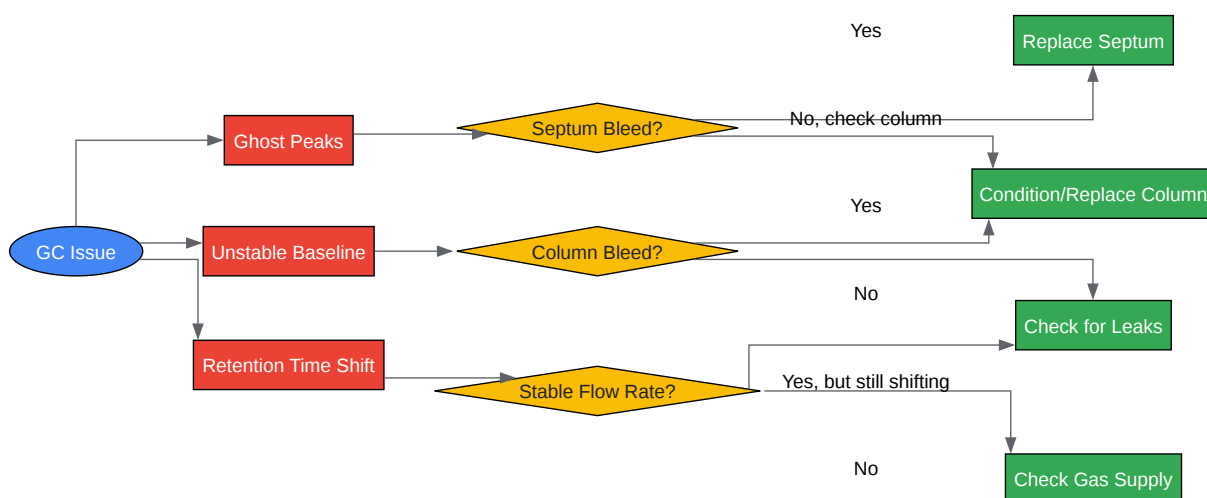 Yes
Replace Septum
Ghost Peaks
Septum Bleed?
No, check column
Condition/Replace Column
Yes
GC Issue
Unstable Baseline
Column Bleed?
No
Check for Leaks
Retention Time Shift
Stable Flow Rate?
Yes, but still shifting
No
Check Gas Supply